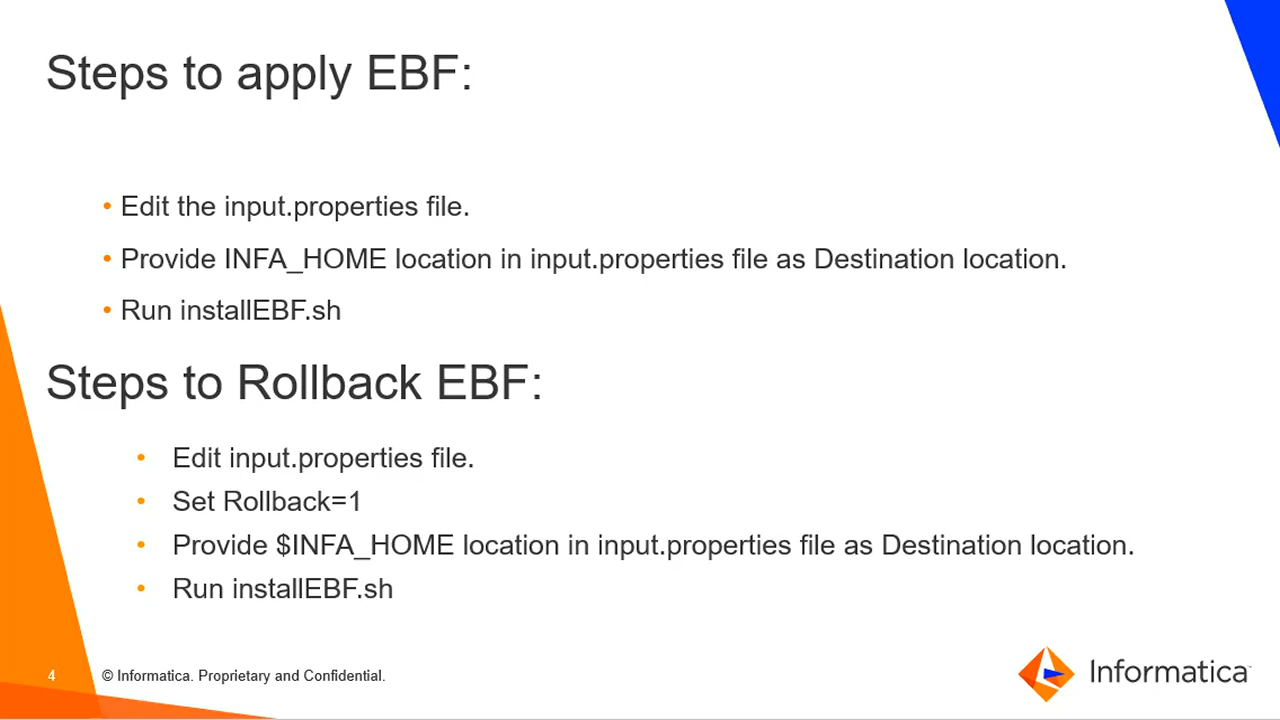 Steps to apply EBF:
• Edit the input.properties file.
• Provide INFA_HOME location in input.properties file as Destination location.
• Run installEBF.sh
Steps to Rollback EBF:
• Edit input.properties file.
• Set Rollback=1
• Provide $INFA_HOME location in input.properties file as Destination location.
• Run installEBF.sh
4 © Informatica. Proprietary and Confidential.
Informatica